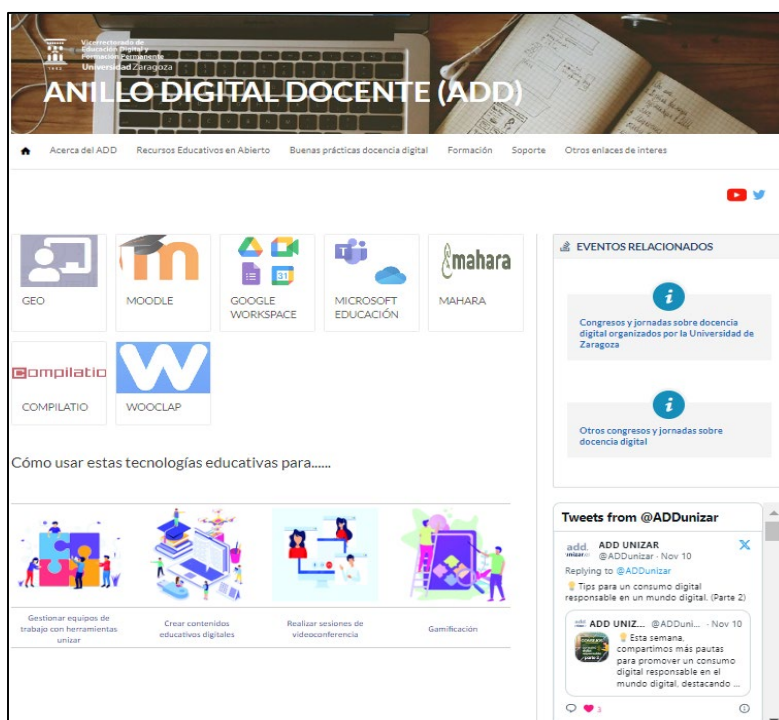 Vicerrectorado de
Educación Digital y
Formación Permanente
Universidad Zaragoza
1542
ANILLO DIGITAL DOCENTE (ADD)
Acerca del ADD Recursos Educativos en Abierto Buenas prácticas docencia digital Formación Soporte Otros enlaces de interes
GEO
MOODLE
GOOGLE
WORKSPACE
31
MICROSOFT
EDUCACIÓN
mahara
MAHARA
Compilatio
COMPILATIO
WOOCLAP
Cómo usar estas tecnologías educativas para......
Gestionar equipos de
trabajo con herramientas
unizar
Crear contenidos
educativos digitales
Realizar sesiones de
videoconferencia
Gamificación
EVENTOS RELACIONADOS
Congresos y jornadas sobre docencia
digital organizados por la Universidad de
Zaragoza
Otros congresos y jornadas sobre
docencia digital
Tweets from @ADDunizar
add.
unizar
ADD UNIZAR
@ADDunizar · Nov 10
Replying to @ADDunizar
Tips para un consumo digital
responsable en un mundo digital. (Parte 2)
ADD UNIZ... @ADDuni... · Nov 10
Esta semana,
compartimos más pautas
para promover un consumo
digital responsable en el
mundo digital, destacando ...
3